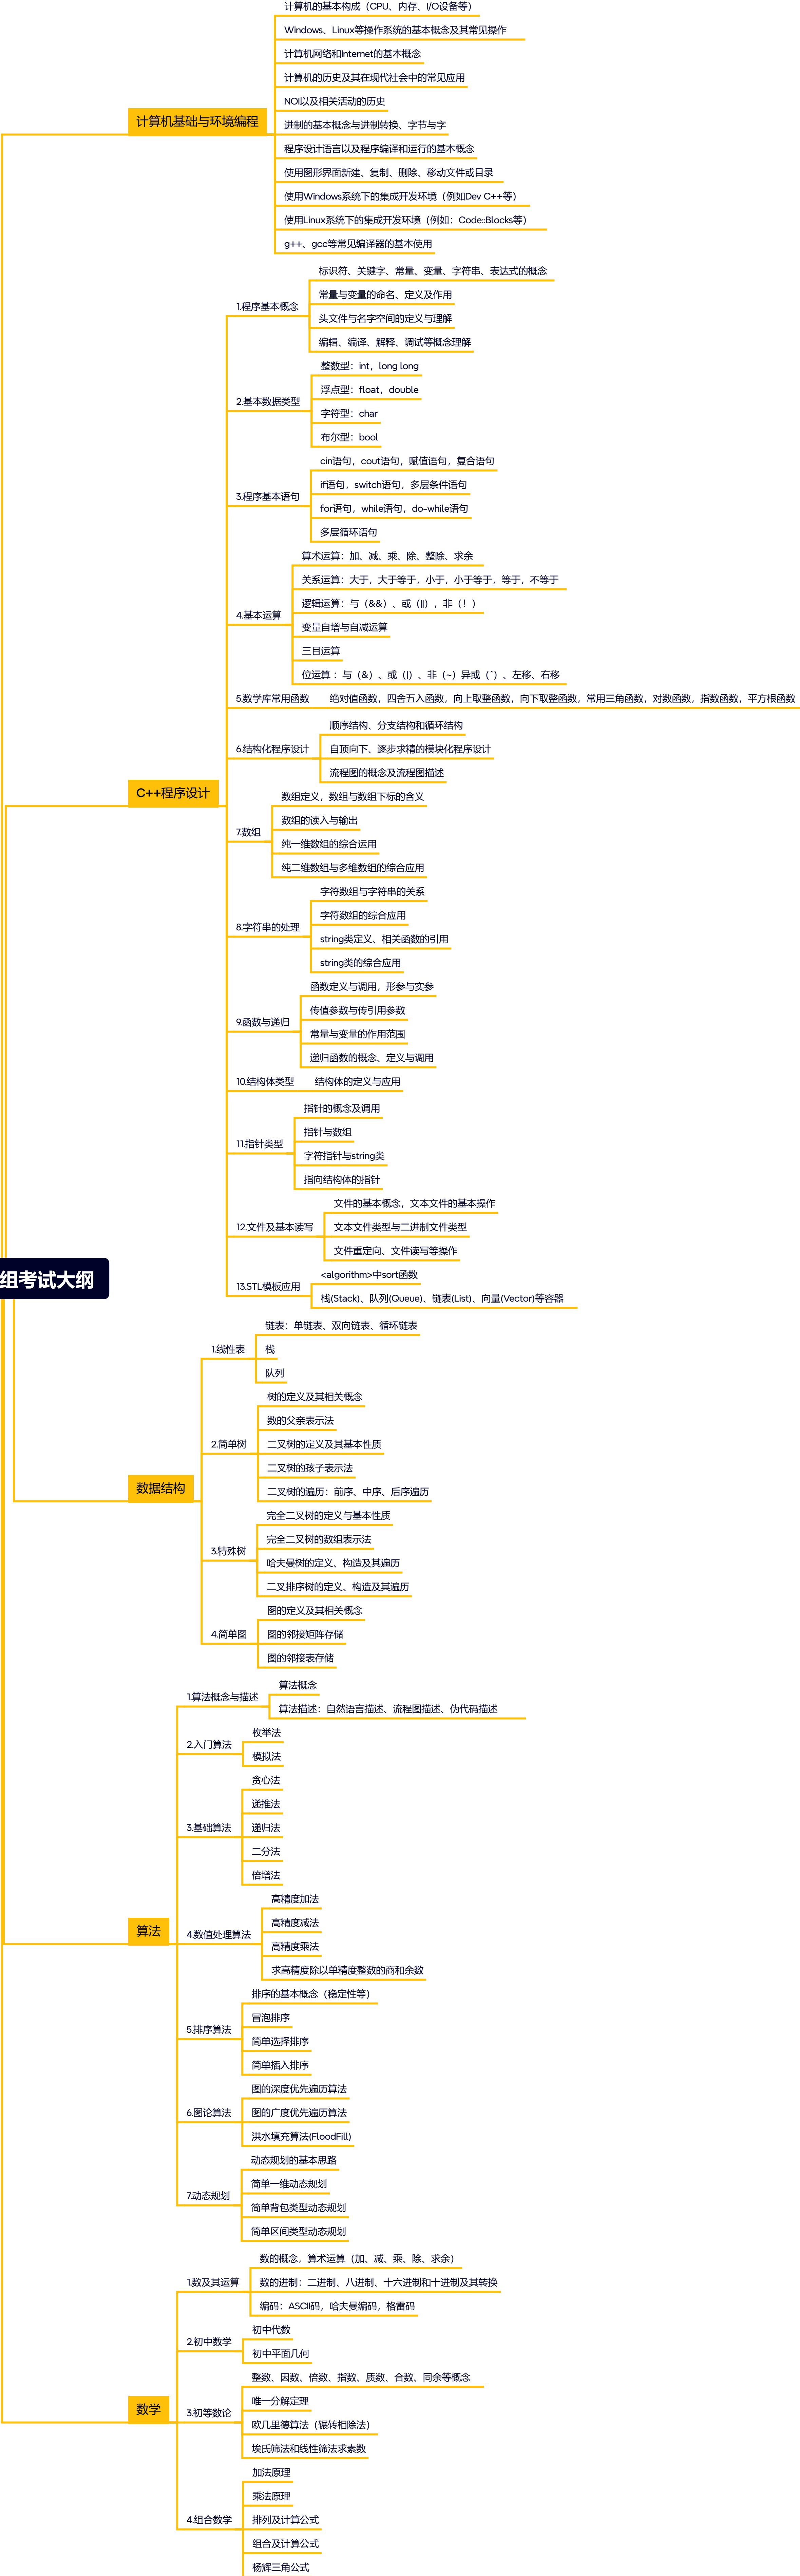 计算机基础与环境编程
计算机的基本构成（CPU、内存、I/O设备等）
Windows、Linux等操作系统的基本概念及其常见操作
计算机网络和Internet的基本概念
计算机的历史及其在现代社会中的常见应用
NOI以及相关活动的历史
进制的基本概念与进制转换、字节与字
程序设计语言以及程序编译和运行的基本概念
使用图形界面新建、复制、删除、移动文件或目录
使用Windows系统下的集成开发环境（例如Dev C++等）
使用Linux系统下的集成开发环境（例如：Code::Blocks等）
g++、gcc等常见编译器的基本使用
C++程序设计
1.程序基本概念
标识符、关键字、常量、变量、字符串、表达式的概念
常量与变量的命名、定义及作用
头文件与名字空间的定义与理解
编辑、编译、解释、调试等概念理解
2.基本数据类型
整数型：int，long long
浮点型：float，double
字符型：char
布尔型：bool
3.程序基本语句
cin语句，cout语句，赋值语句，复合语句
if语句，switch语句，多层条件语句
for语句，while语句，do-while语句
多层循环语句
4.基本运算
算术运算：加、减、乘、除、整除、求余
关系运算：大于，大于等于，小于，小于等于，等于，不等于
逻辑运算：与（&&）、或（||），非（！）
变量自增与自减运算
三目运算
位运算 ：与（&）、或（|）、非（~）异或（^）、左移、右移
5.数学库常用函数
绝对值函数，四舍五入函数，向上取整函数，向下取整函数，常用三角函数，对数函数，指数函数，平方根函数
6.结构化程序设计
顺序结构、分支结构和循环结构
自顶向下、逐步求精的模块化程序设计
流程图的概念及流程图描述
7.数组
数组定义，数组与数组下标的含义
数组的读入与输出
纯一维数组的综合运用
纯二维数组与多维数组的综合应用
8.字符串的处理
字符数组与字符串的关系
字符数组的综合应用
string类定义、相关函数的引用
string类的综合应用
9.函数与递归
函数定义与调用，形参与实参
传值参数与传引用参数
常量与变量的作用范围
递归函数的概念、定义与调用
10.结构体类型
结构体的定义与应用
11.指针类型
指针的概念及调用
指针与数组
字符指针与string类
指向结构体的指针
12.文件及基本读写
文件的基本概念，文本文件的基本操作
文本文件类型与二进制文件类型
文件重定向、文件读写等操作
13.STL模板应用
<algorithm>中sort函数
栈(Stack)、队列(Queue)、链表(List)、向量(Vector)等容器
组考试大纲
数据结构
1.线性表
链表：单链表、双向链表、循环链表
栈
队列
2.简单树
树的定义及其相关概念
数的父亲表示法
二叉树的定义及其基本性质
二叉树的孩子表示法
二叉树的遍历：前序、中序、后序遍历
3.特殊树
完全二叉树的定义与基本性质
完全二叉树的数组表示法
哈夫曼树的定义、构造及其遍历
二叉排序树的定义、构造及其遍历
4.简单图
图的定义及其相关概念
图的邻接矩阵存储
图的邻接表存储
算法
1.算法概念与描述
算法概念
算法描述：自然语言描述、流程图描述、伪代码描述
2.入门算法
枚举法
模拟法
3.基础算法
贪心法
递推法
递归法
二分法
倍增法
4.数值处理算法
高精度加法
高精度减法
高精度乘法
求高精度除以单精度整数的商和余数
5.排序算法
排序的基本概念（稳定性等）
冒泡排序
简单选择排序
简单插入排序
6.图论算法
图的深度优先遍历算法
图的广度优先遍历算法
洪水填充算法(FloodFill)
7.动态规划
动态规划的基本思路
简单一维动态规划
简单背包类型动态规划
简单区间类型动态规划
数学
1.数及其运算
数的概念，算术运算（加、减、乘、除、求余）
数的进制：二进制、八进制、十六进制和十进制及其转换
编码：ASCII码，哈夫曼编码，格雷码
2.初中数学
初中代数
初中平面几何
3.初等数论
整数、因数、倍数、指数、质数、合数、同余等概念
唯一分解定理
欧几里德算法（辗转相除法）
埃氏筛法和线性筛法求素数
4.组合数学
加法原理
乘法原理
排列及计算公式
组合及计算公式
杨辉三角公式